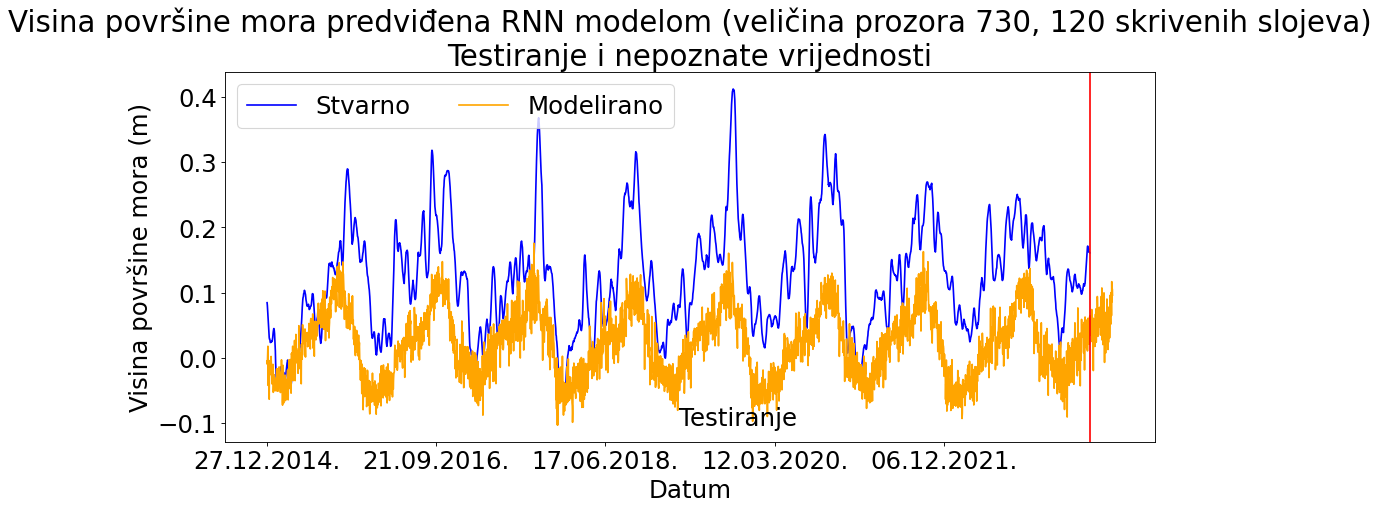 Visina površine mora predviđena RNN modelom (veličina prozora 730, 120 skrivenih slojeva)
Testiranje i nepoznate vrijednosti
Stvarno Modelirano
Visina površine mora (m)
0.4
0.3
0.2
0.1
0.0
−0.1
Testiranje
27.12.2014. 21.09.2016. 17.06.2018. 12.03.2020. 06.12.2021.
Datum